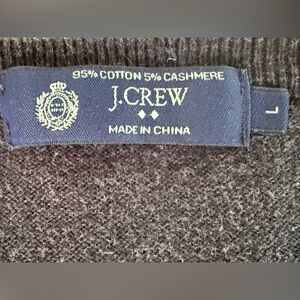 95% COTTON 5% CASHMERE
J.CREW
MADE IN CHINA
L